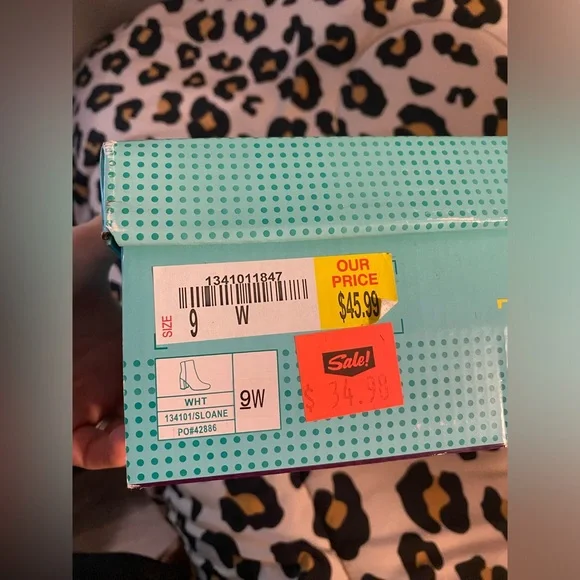 1341011847
SIZE
9 W
OUR
PRICE
$45.99
Sale!
$ 34.98
WHT
134101/SLOANE
PO#42886
9W